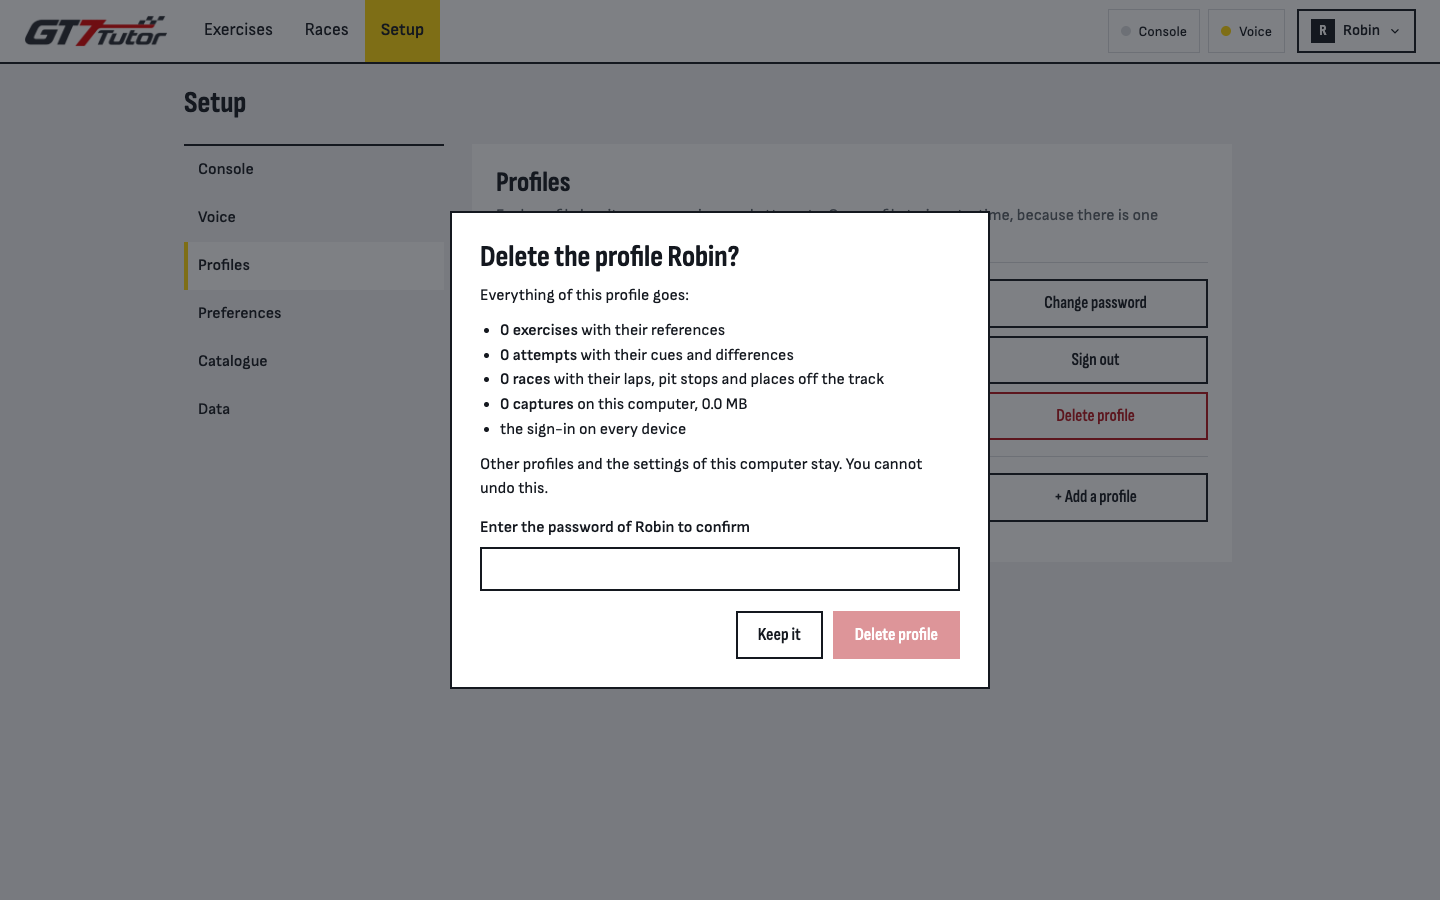 GT7Tutor
Exercises
Races
Setup
Console
Voice
R
Robin
Setup
Console
Voice
Profiles
Preferences
Catalogue
Data
Profiles
time, because there is one
Change password
Sign out
Delete profile
+ Add a profile
Delete the profile Robin?
Everything of this profile goes:
• 0 exercises with their references
• 0 attempts with their cues and differences
• 0 races with their laps, pit stops and places off the track
• 0 captures on this computer, 0.0 MB
• the sign-in on every device
Other profiles and the settings of this computer stay. You cannot
undo this.
Enter the password of Robin to confirm
Keep it
Delete profile